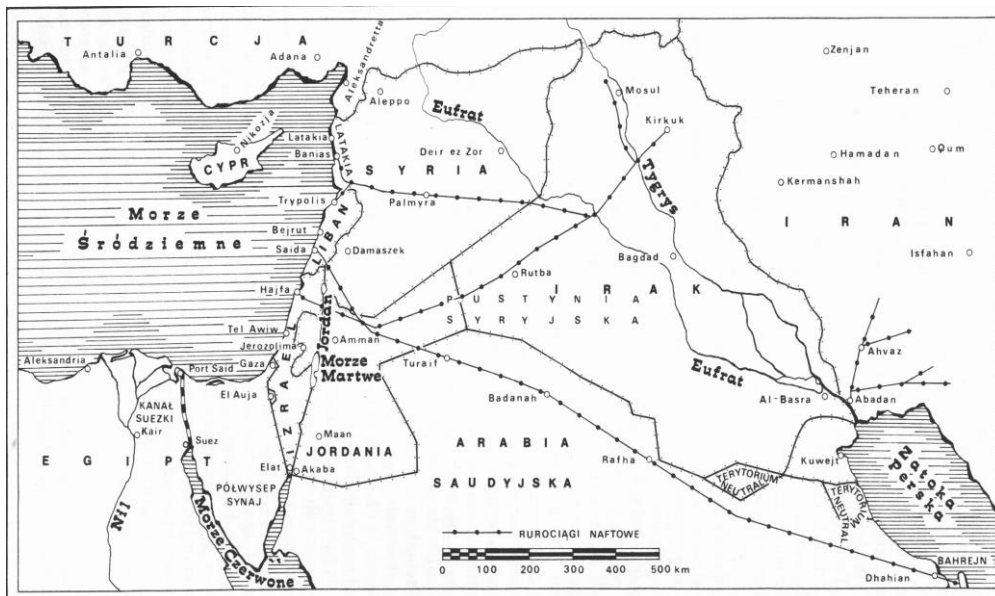 TURCJA
Antalia
Adana
Aleksandretta
Aleppo
Eufrat
Mosul
Kirkuk
Zenjan
Teheran
Nikozja
CYPR
Latakia
LATAKIA
Banias
Deir ez Zor
SYRIA
Tygrys
Hamadan
Qum
Kermanshah
IRAN
Isfahan
Morze
Śródziemne
Trypolis
Palmyra
Bejrut
LIBAN
Saida
Damaszek
Bagdad
Rutba
IRAK
PUSTYNIA
SYRYJSKA
Hajfa
Tel Awiw
Jerozolima
Jordan
Amman
Morze
Martwe
Turaif
Eufrat
Ahvaz
Al-Basra
Abadan
Aleksandria
Port Said
Gaza
El Auja
IZRAEL
KANAŁ
SUEZKI
Kair
Suez
Badanah
Maan
JORDANIA
ARABIA
SAUDYJSKA
Rafha
Kuwejt
Zatoka
Perska
EGIPT
Elat
Akaba
PÓŁWYSEP
SYNAJ
TERYTORIUM
NEUTRAL
TERYTORIUM
NEUTRAL
Nil
Morze Czerwone
RUROCIĄGI NAFTOWE
0 100 200 300 400 500 km
BAHREJN
Dhahian